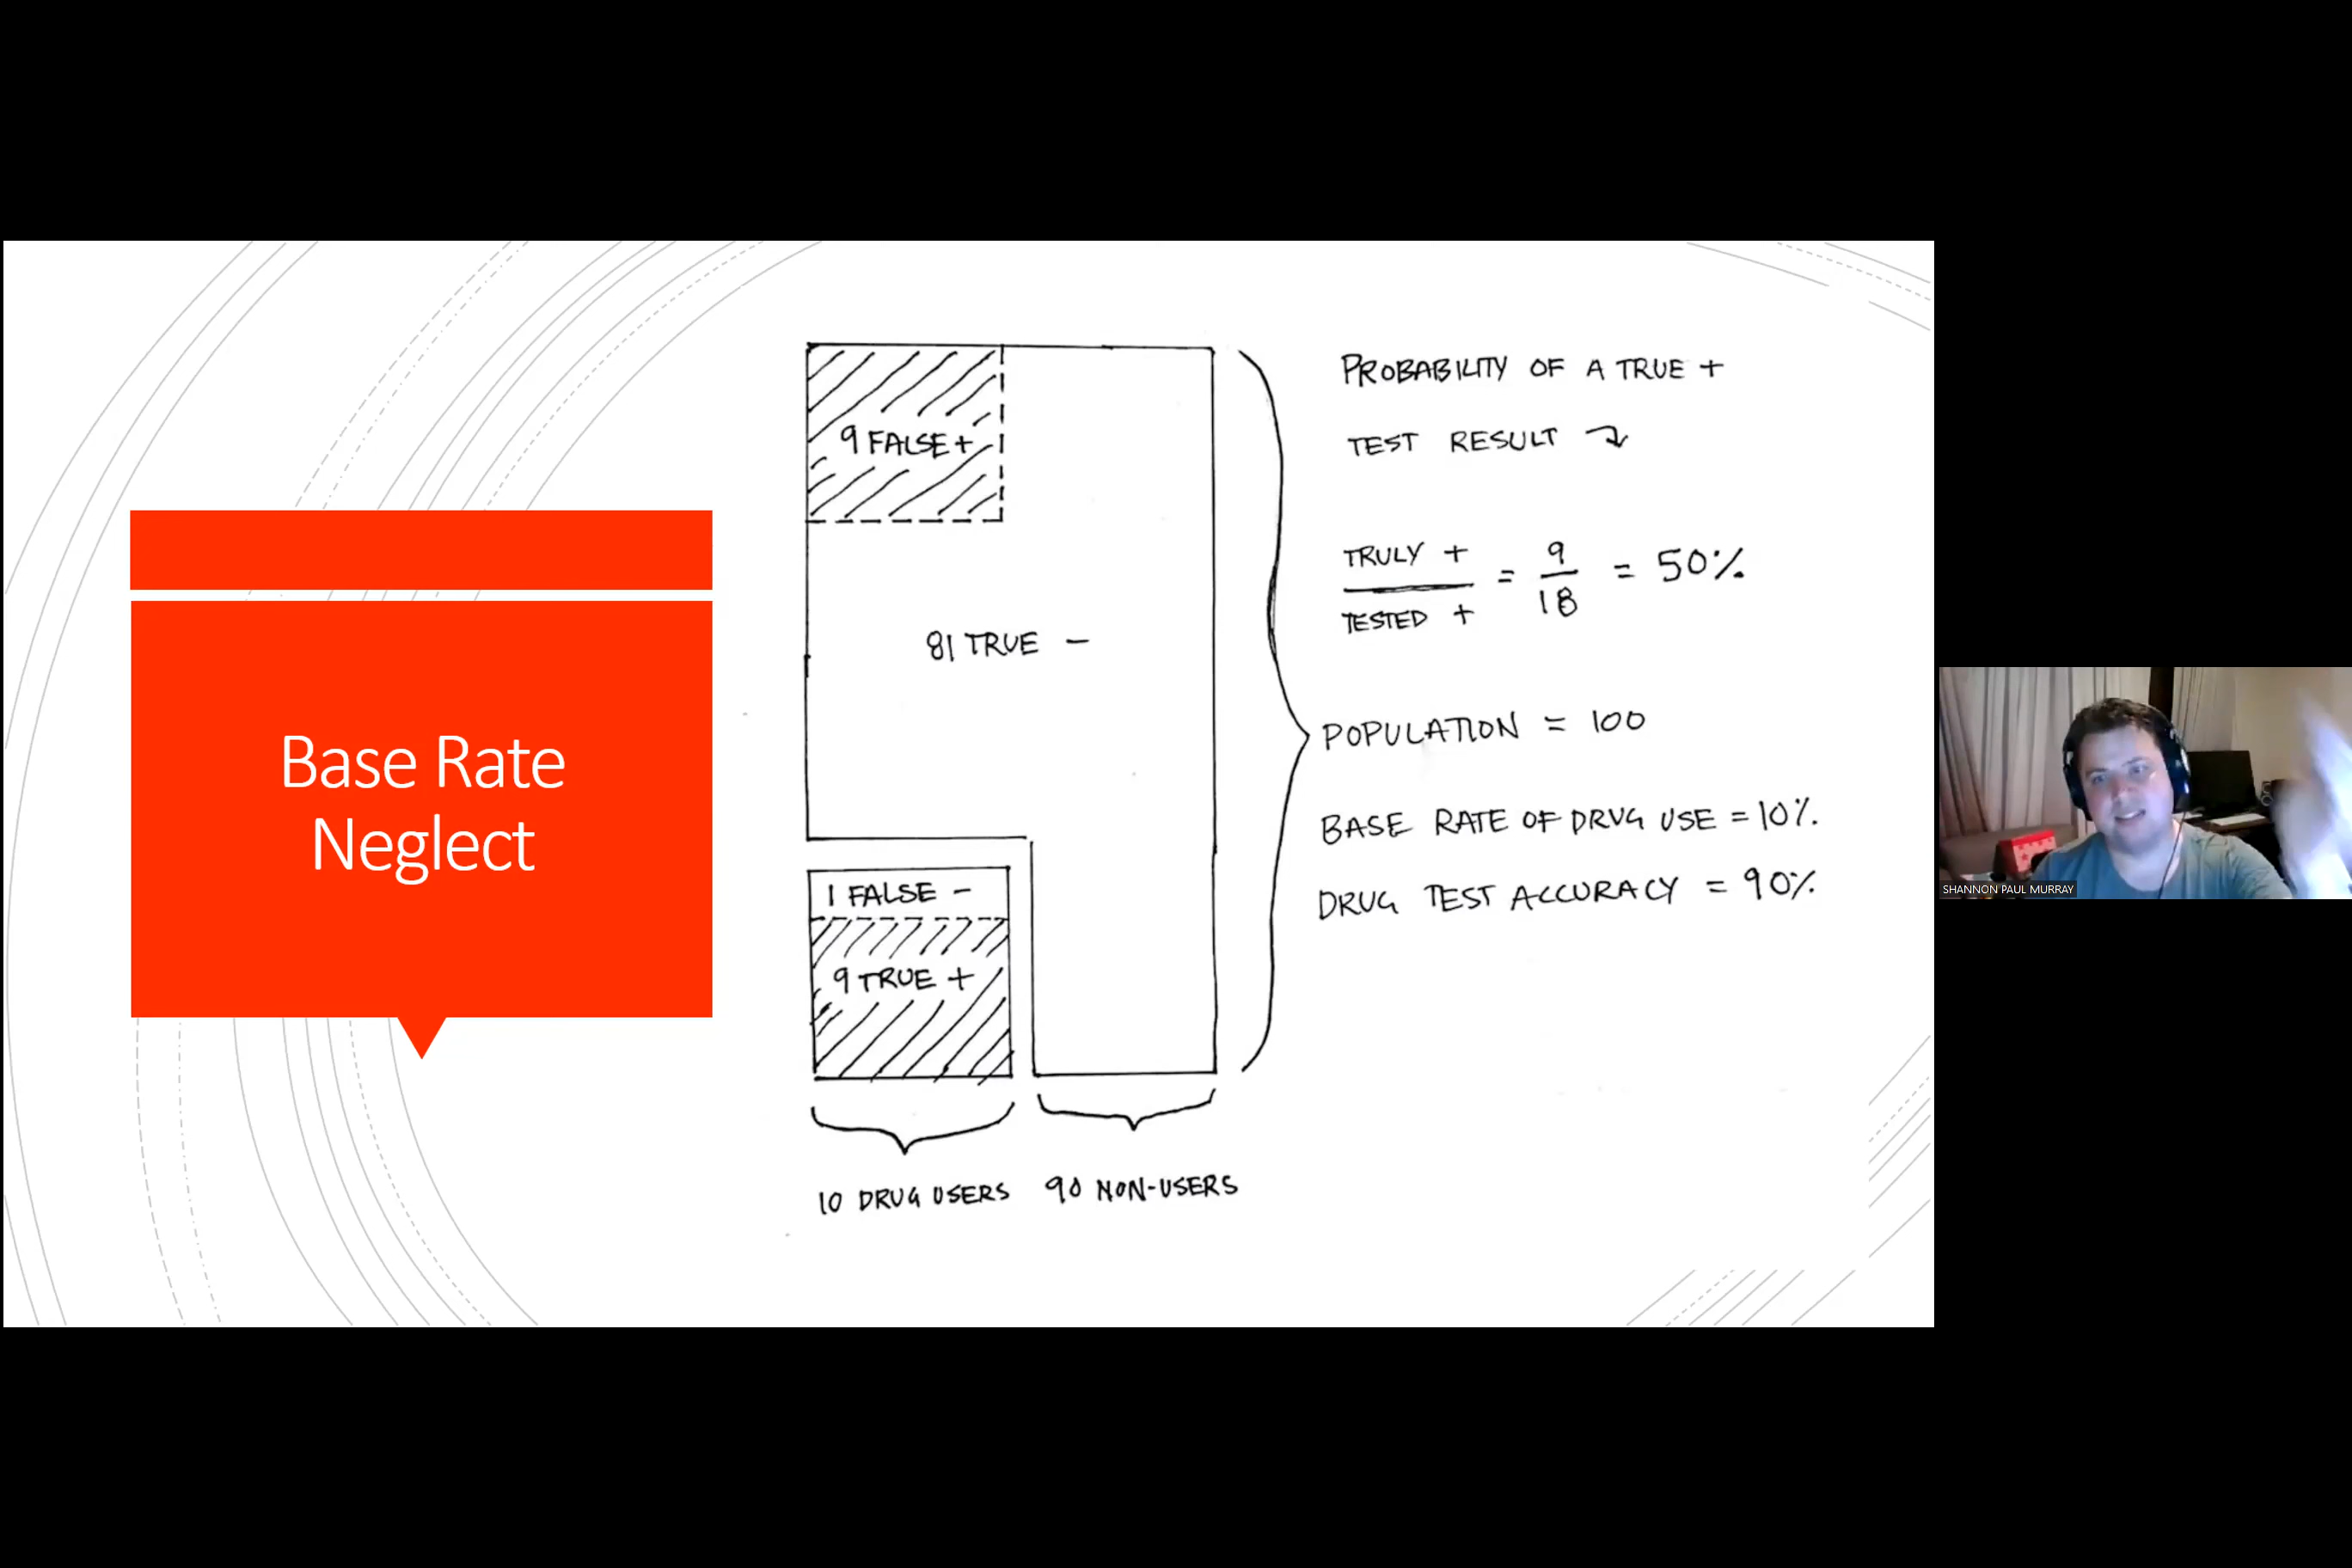 Base Rate
Neglect
9 FALSE +
81 TRUE -
1 FALSE -
9 TRUE +
10 DRUG USERS
90 NON-USERS
PROBABILITY OF A TRUE +
TEST RESULT
TRULY + / TESTED + = 9 / 18 = 50%
POPULATION = 100
BASE RATE OF DRUG USE = 10%
DRUG TEST ACCURACY = 90%
SHANNON PAUL MURRAY